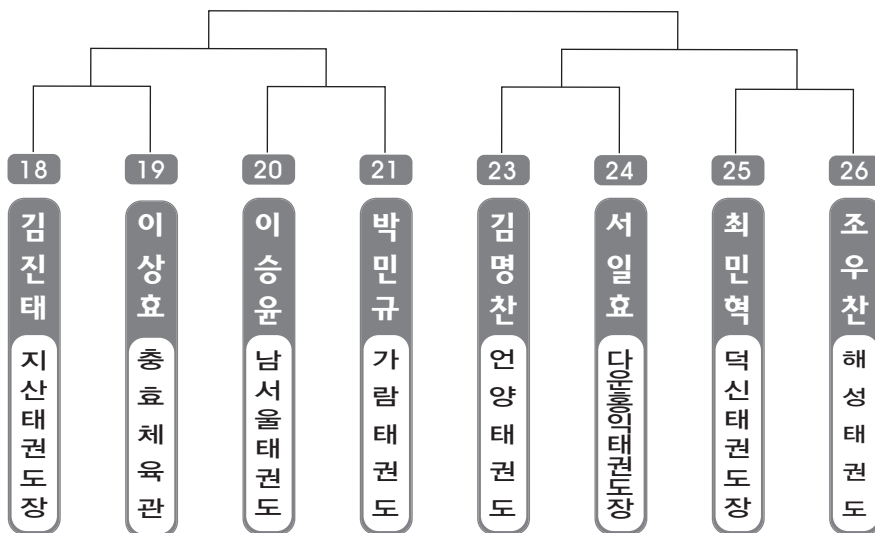 18
19
20
21
23
24
25
26
김진태
이상효
이승윤
박민규
김명찬
서일효
최민혁
조우찬
지산태권도장
충효체육관
남서울태권도
가람태권도
언양태권도
다운홍익태권도장
덕신태권도장
해성태권도